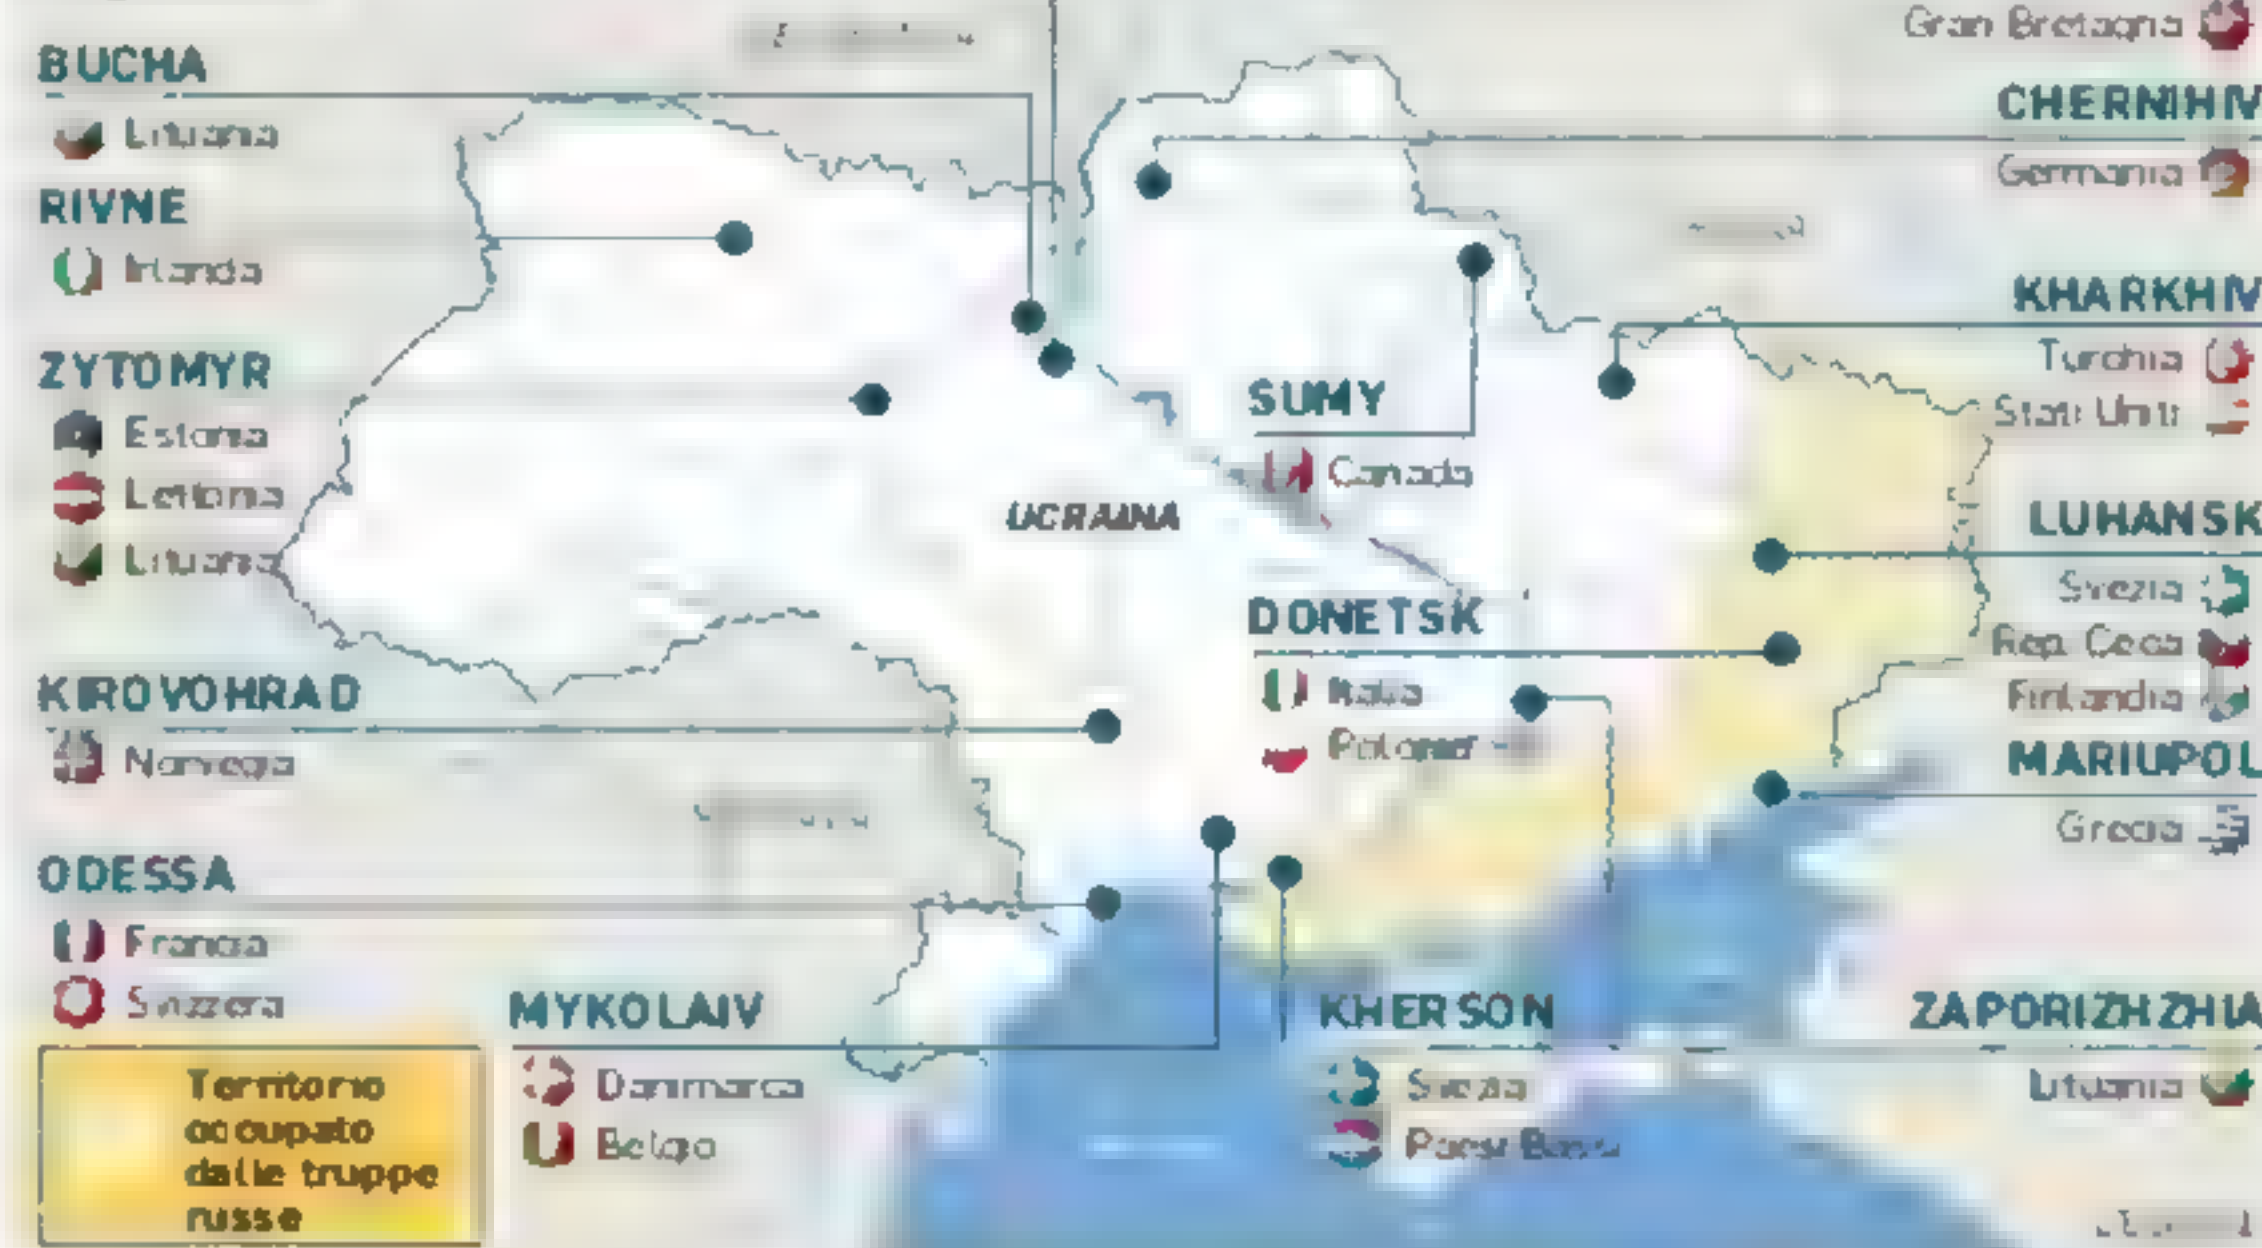 Gran Bretagna
BUCHA
Lituania
RIVNE
Irlanda
ZYTOMYR
Estonia
Lettonia
Lituania
KIROVOHRAD
Norvegia
ODESSA
Francia
Svizzera
Territorio
occupato
dalle truppe
russe
MYKOLAIV
Danimarca
Belgio
UCRAINA
SUMY
Canada
DONETSK
Italia
Polonia
KHERSON
Svezia
Paesi Bassi
CHERNIHIV
Germania
KHARKHIV
Turchia
Stati Uniti
LUHANSK
Svezia
Rep. Ceca
Finlandia
MARIUPOL
Grecia
ZAPORIZHZHIA
Lituania